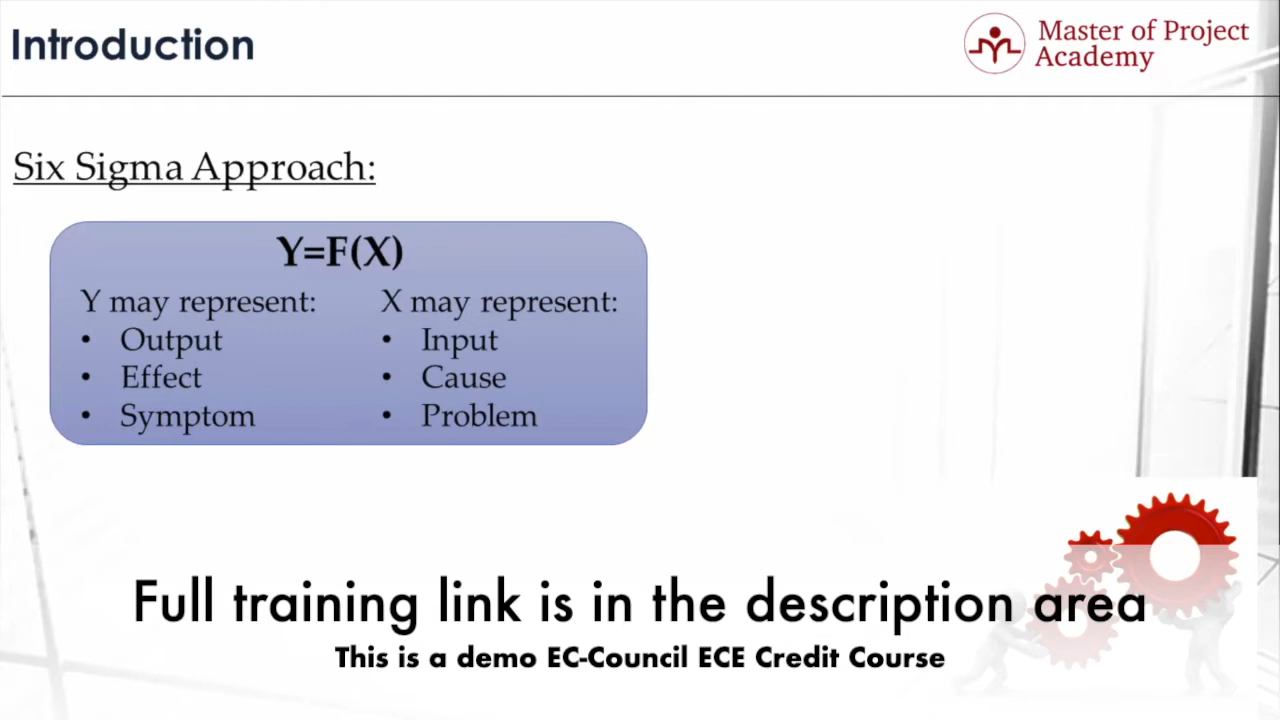 Introduction
Master of Project
Academy
Six Sigma Approach:
Y=F(X)
Y may represent:
• Output
• Effect
• Symptom
X may represent:
• Input
• Cause
• Problem
Full training link is in the description area
This is a demo EC-Council ECE Credit Course